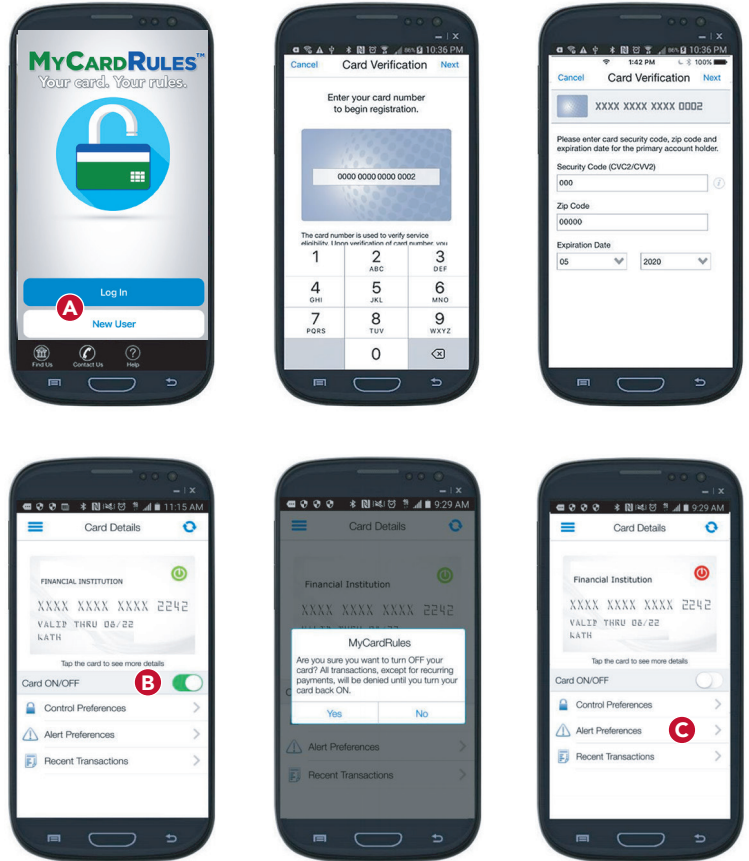 MYCARDRULES™
Your card. Your rules.
Log In
A
New User
Find Us
Contact Us
Help
10:36 PM
Cancel
Card Verification
Next
Enter your card number
to begin registration.
0000 0000 0000 0002
The card number is used to verify service
eligibility. Upon verification of card number, you
1
2
ABC
3
DEF
4
GHI
5
JKL
6
MNO
7
PQRS
8
TUV
9
WXYZ
0
86% 10:36 PM
1:42 PM
100%
Cancel
Card Verification
Next
XXXX XXXX XXXX 0002
Please enter card security code, zip code and
expiration date for the primary account holder.
Security Code (CVC2/CVV2)
000
Zip Code
00000
Expiration Date
05
2020
11:15 AM
Card Details
FINANCIAL INSTITUTION
XXXX XXXX XXXX 2242
VALID THRU 06/22
KATH
Tap the card to see more details
Card ON/OFF
B
Control Preferences
Alert Preferences
Recent Transactions
9:29 AM
Card Details
Financial Institution
XXXX XXXX XXXX 2242
MyCardRules
Are you sure you want to turn OFF your
card? All transactions, except for recurring
payments, will be denied until you turn your
card back ON.
Yes
No
Alert Preferences
Recent Transactions
9:29 AM
Card Details
Financial Institution
XXXX XXXX XXXX 2242
VALID THRU 06/22
KATH
Tap the card to see more details
Card ON/OFF
Control Preferences
Alert Preferences
C
Recent Transactions